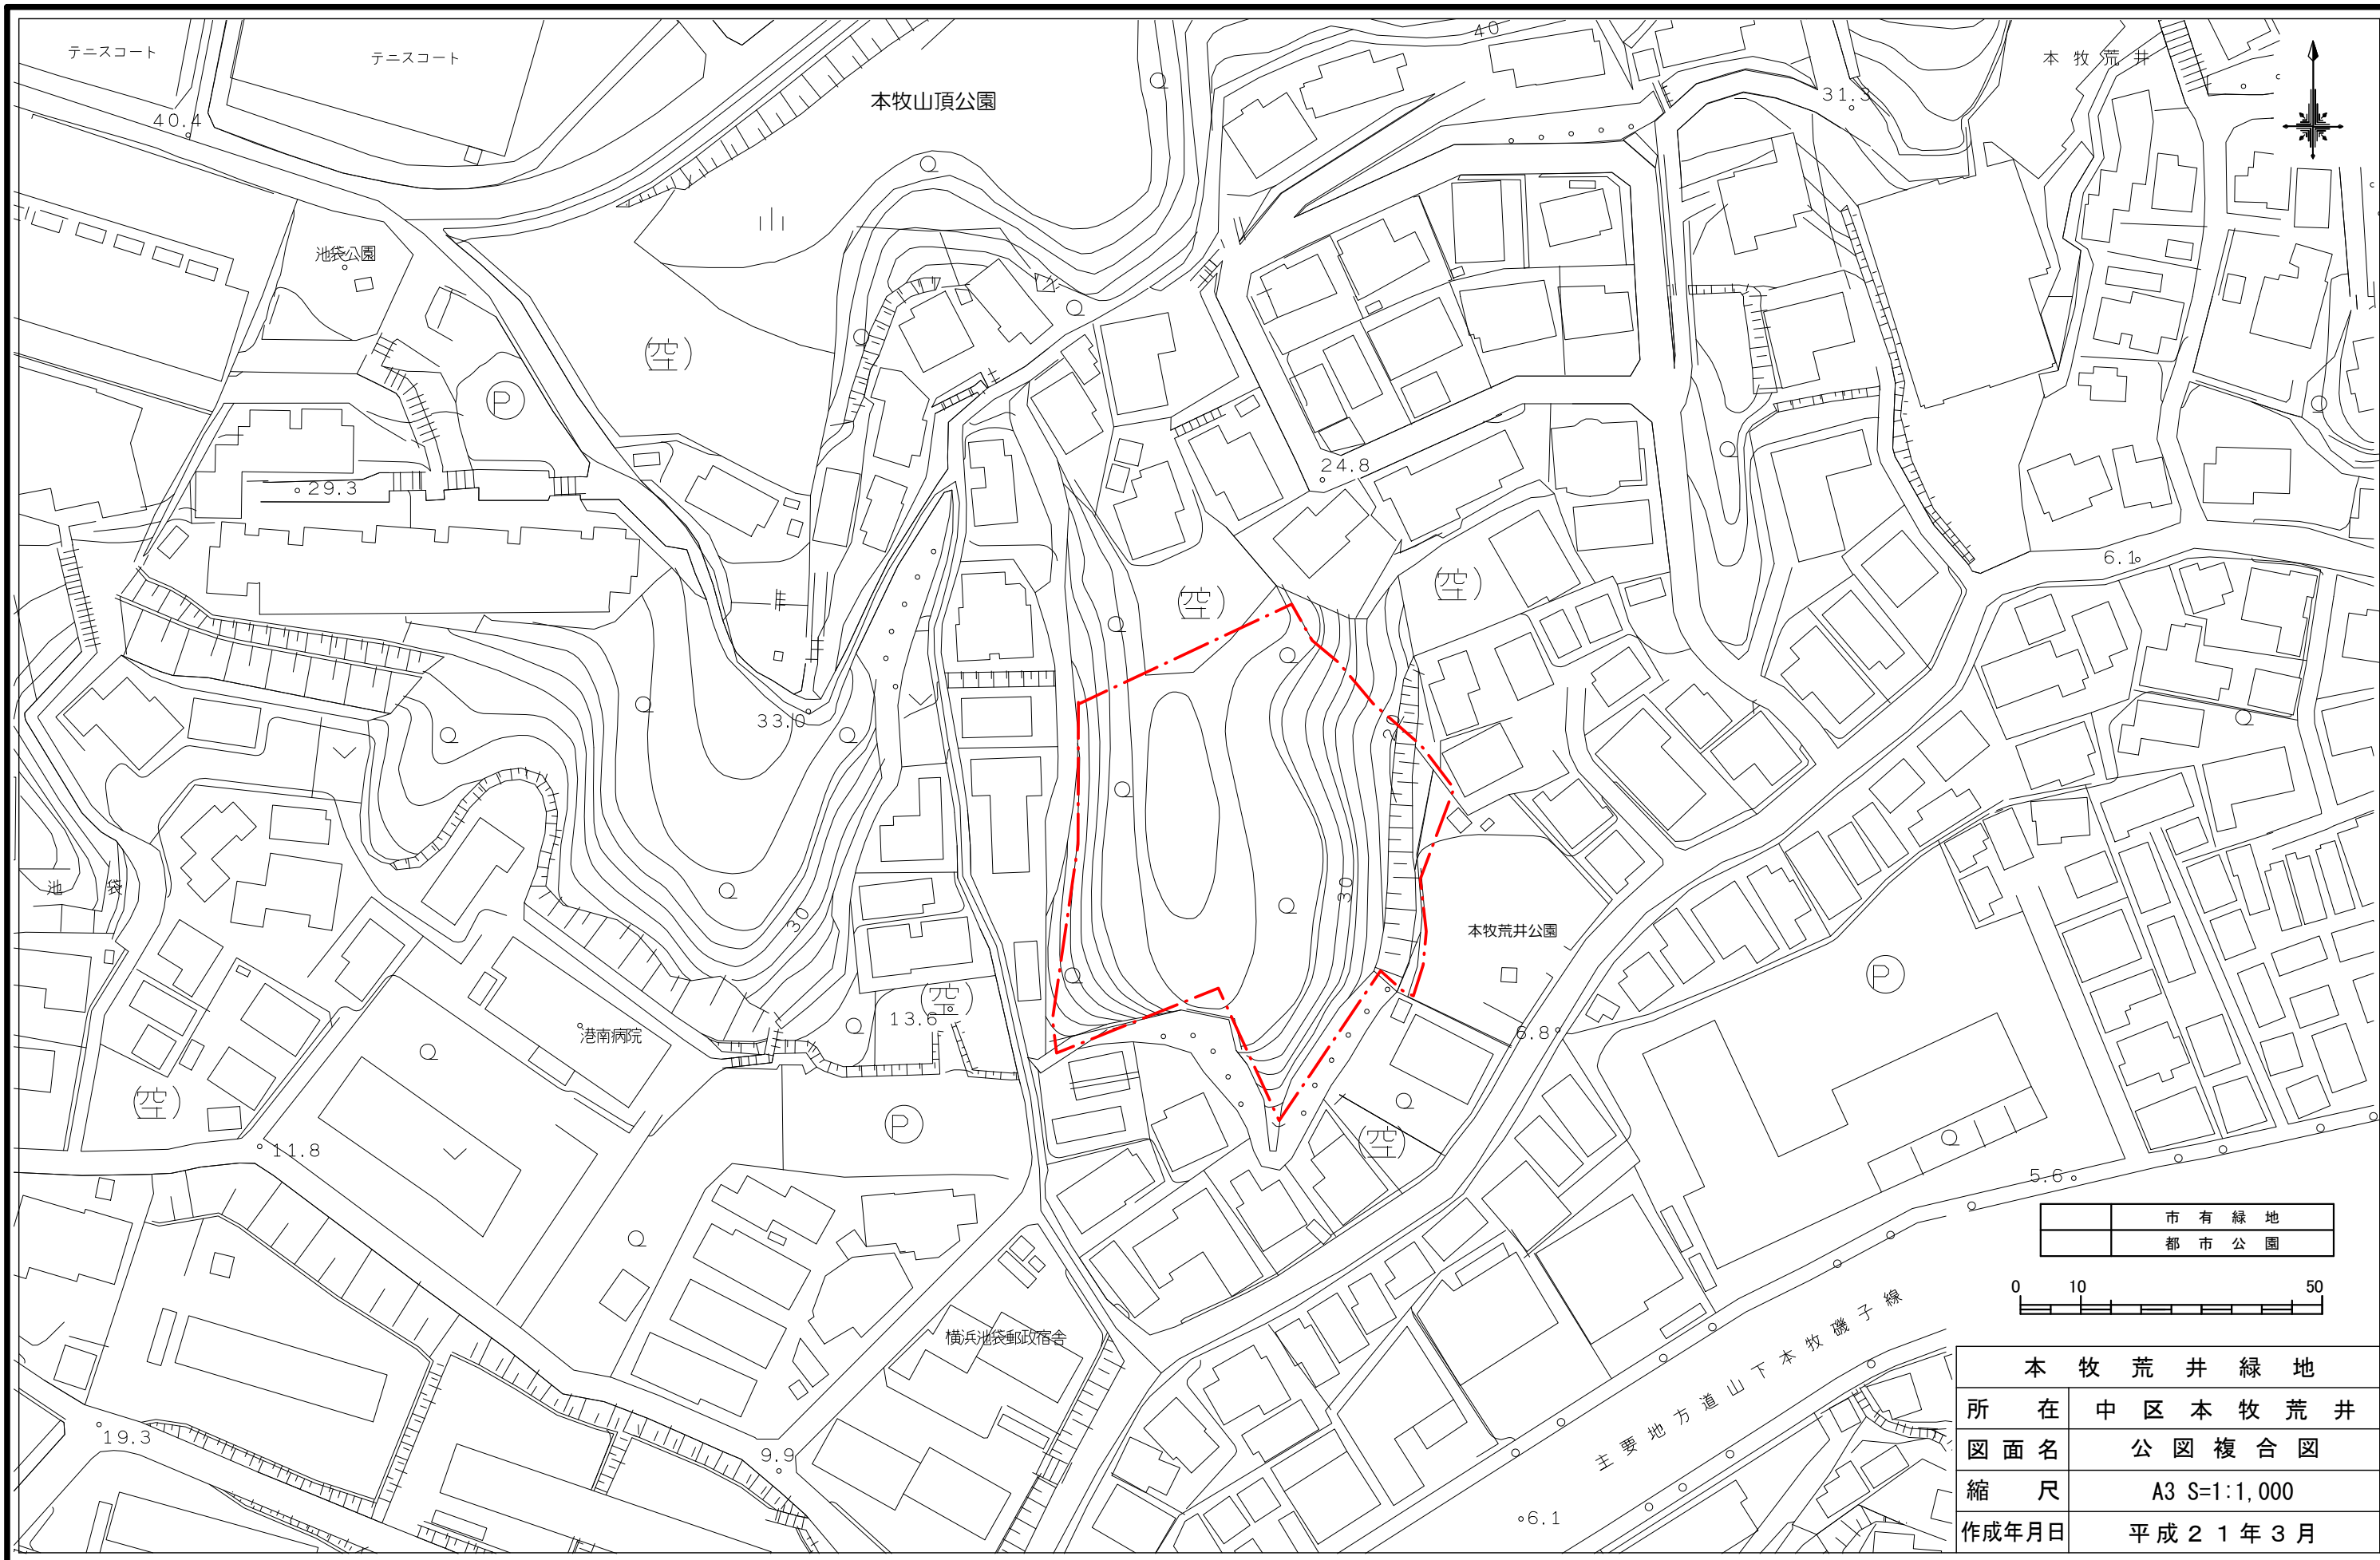 テニスコート
テニスコート
40
本牧荒井
本牧山頂公園
31.3
40.4
池袋公園
(空)
P
24.8
29.3
6.1
(空)
(空)
20
33.0
30
池袋
30
本牧荒井公園
P
(空)
13.6
港南病院
6.8
(空)
P
(空)
11.8
5.6
市有緑地
都市公園
0 10 50
主要地方道山下本牧磯子線
横浜池袋郵政宿舎
19.3
9.9
6.1
本牧荒井緑地
所在 中区本牧荒井
図面名 公図複合図
縮尺 A3 S=1:1,000
作成年月日 平成21年3月